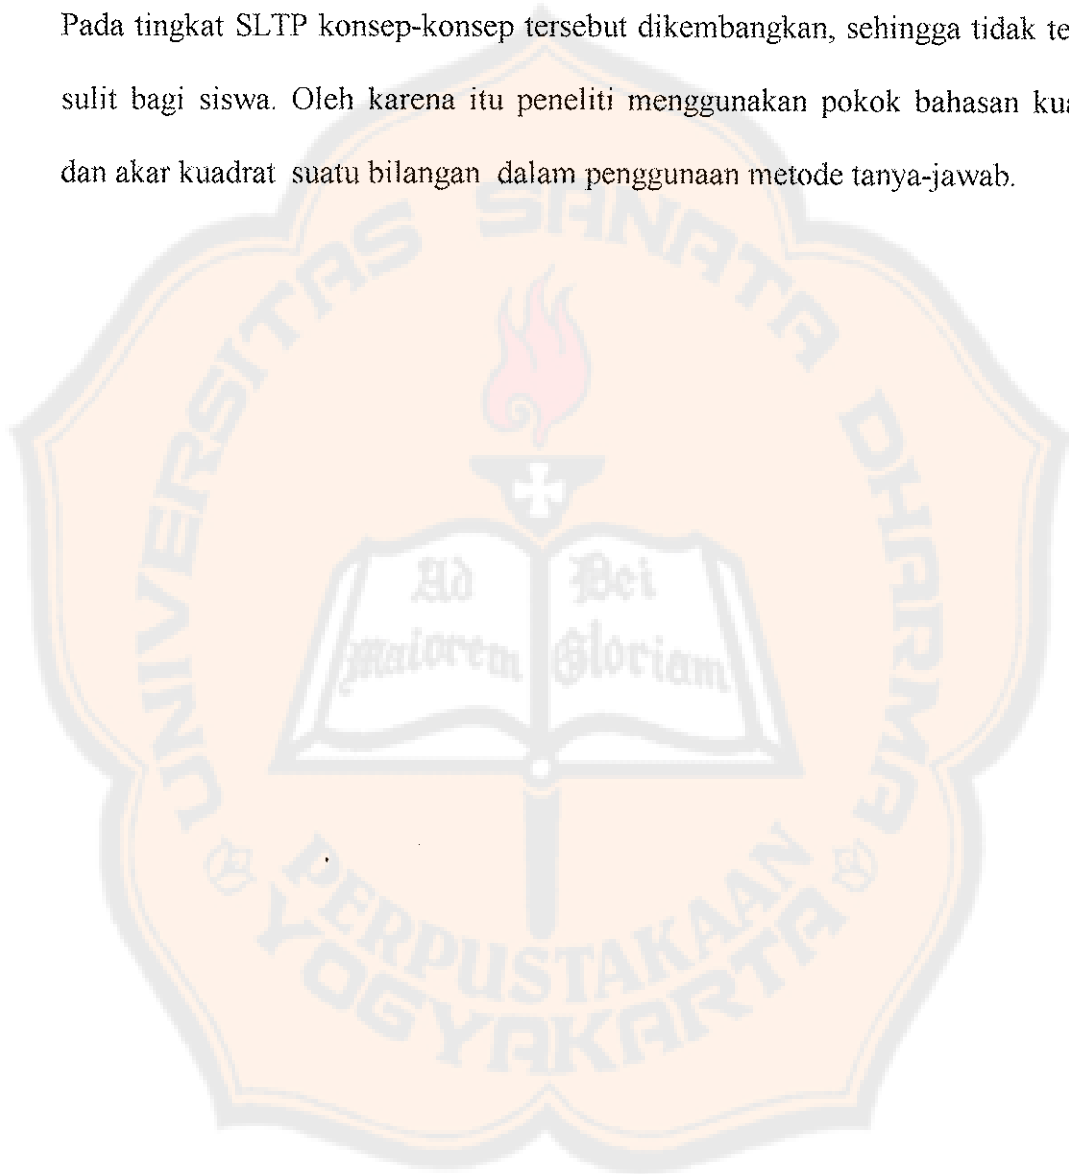 Pada tingkat SLTP konsep-konsep tersebut dikembangkan, sehingga tidak te
sulit bagi siswa. Oleh karena itu peneliti menggunakan pokok bahasan kua
dan akar kuadrat suatu bilangan dalam penggunaan metode tanya-jawab.
UNIVERSITAS SANATA DHARMA
Ad Dei
Maiorem Gloriam
PERPUSTAKAAN
YOGYAKARTA